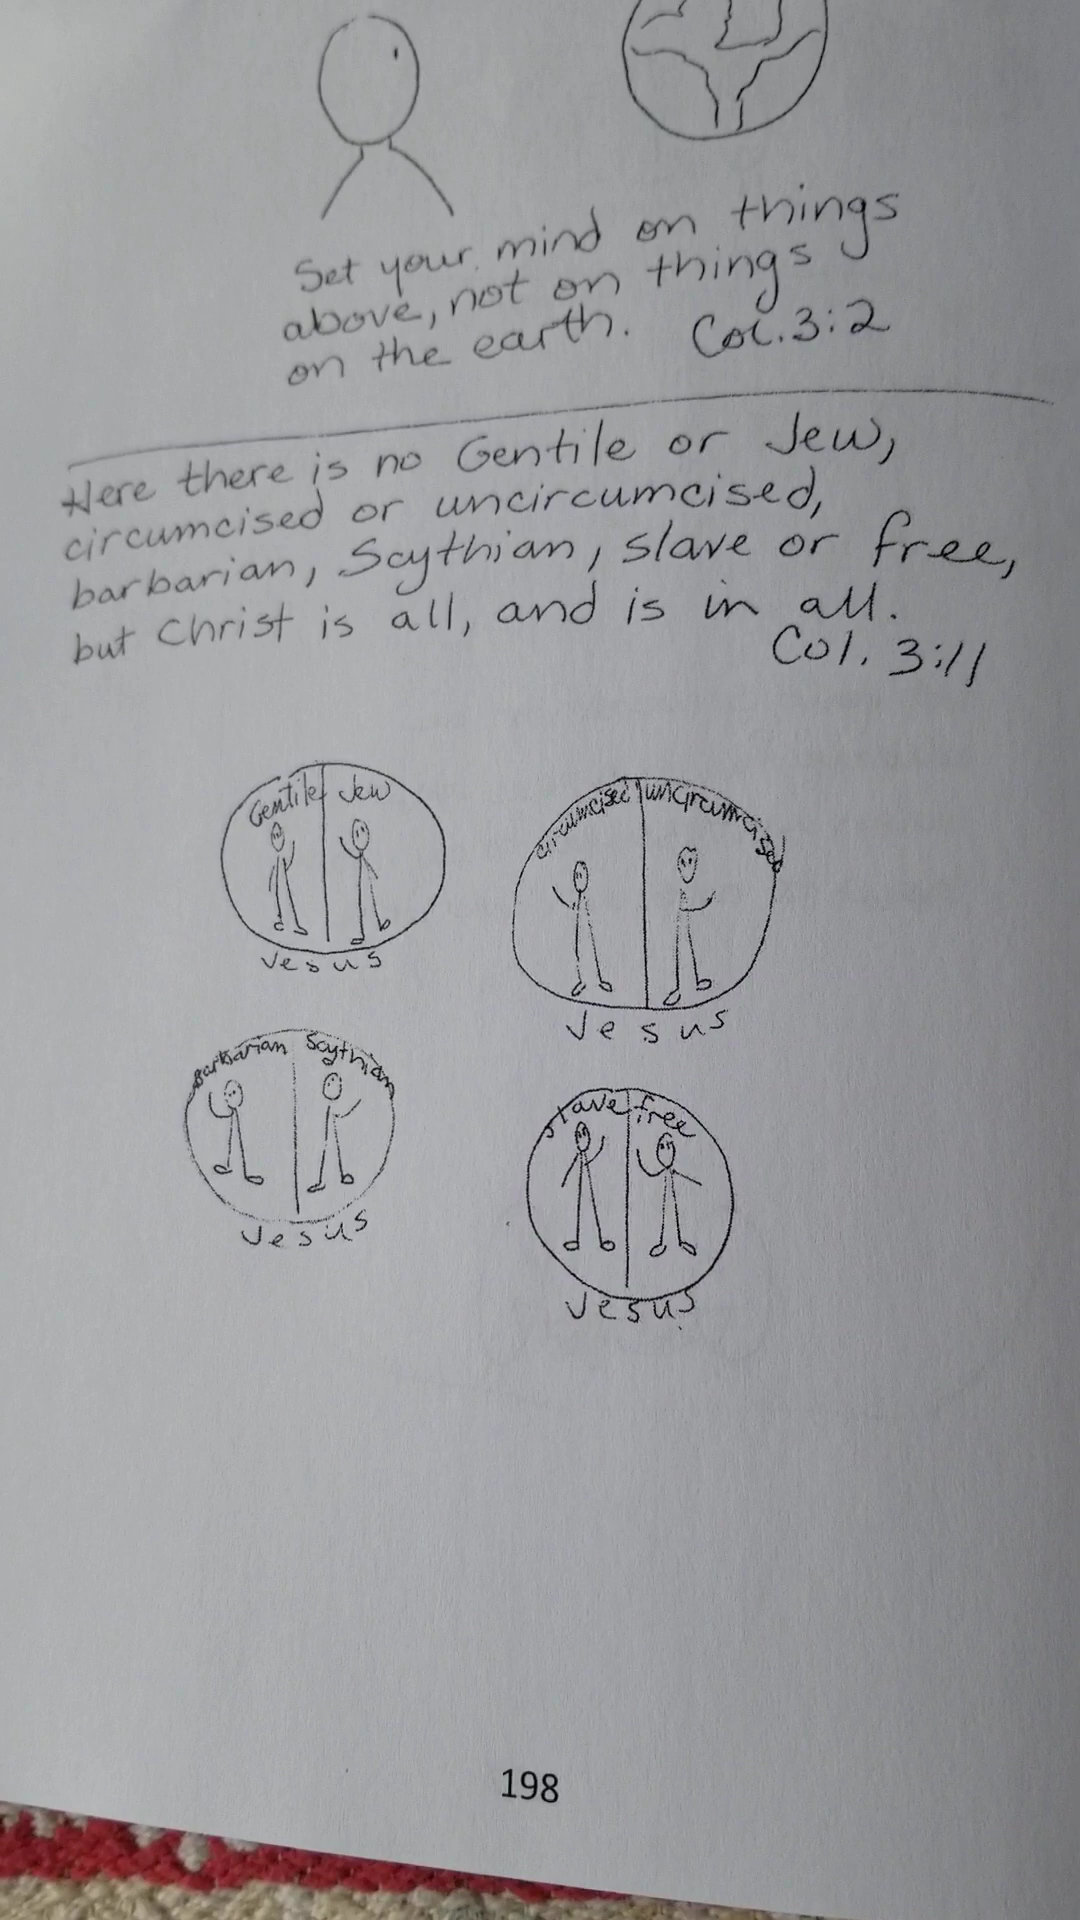 Set your mind on things
above, not on things
on the earth. Col. 3:2
Here there is no Gentile or Jew,
circumcised or uncircumcised,
barbarian, Scythian, slave or free,
but Christ is all, and is in all.
Col. 3:11
Gentile Jew
Jesus
circumcised uncircumcised
Jesus
Barbarian Scythian
Jesus
slave free
Jesus
198